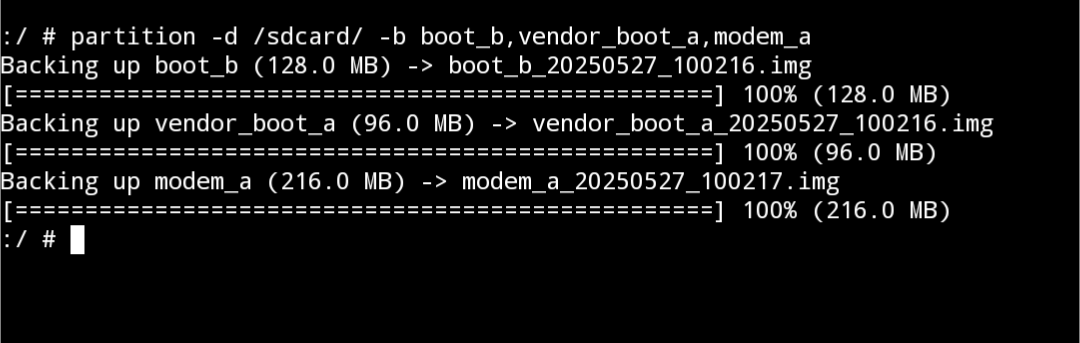 :/ # partition -d /sdcard/ -b boot_b,vendor_boot_a,modem_a
Backing up boot_b (128.0 MB) -> boot_b_20250527_100216.img
[==================================================] 100% (128.0 MB)
Backing up vendor_boot_a (96.0 MB) -> vendor_boot_a_20250527_100216.img
[==================================================] 100% (96.0 MB)
Backing up modem_a (216.0 MB) -> modem_a_20250527_100217.img
[==================================================] 100% (216.0 MB)
:/ #